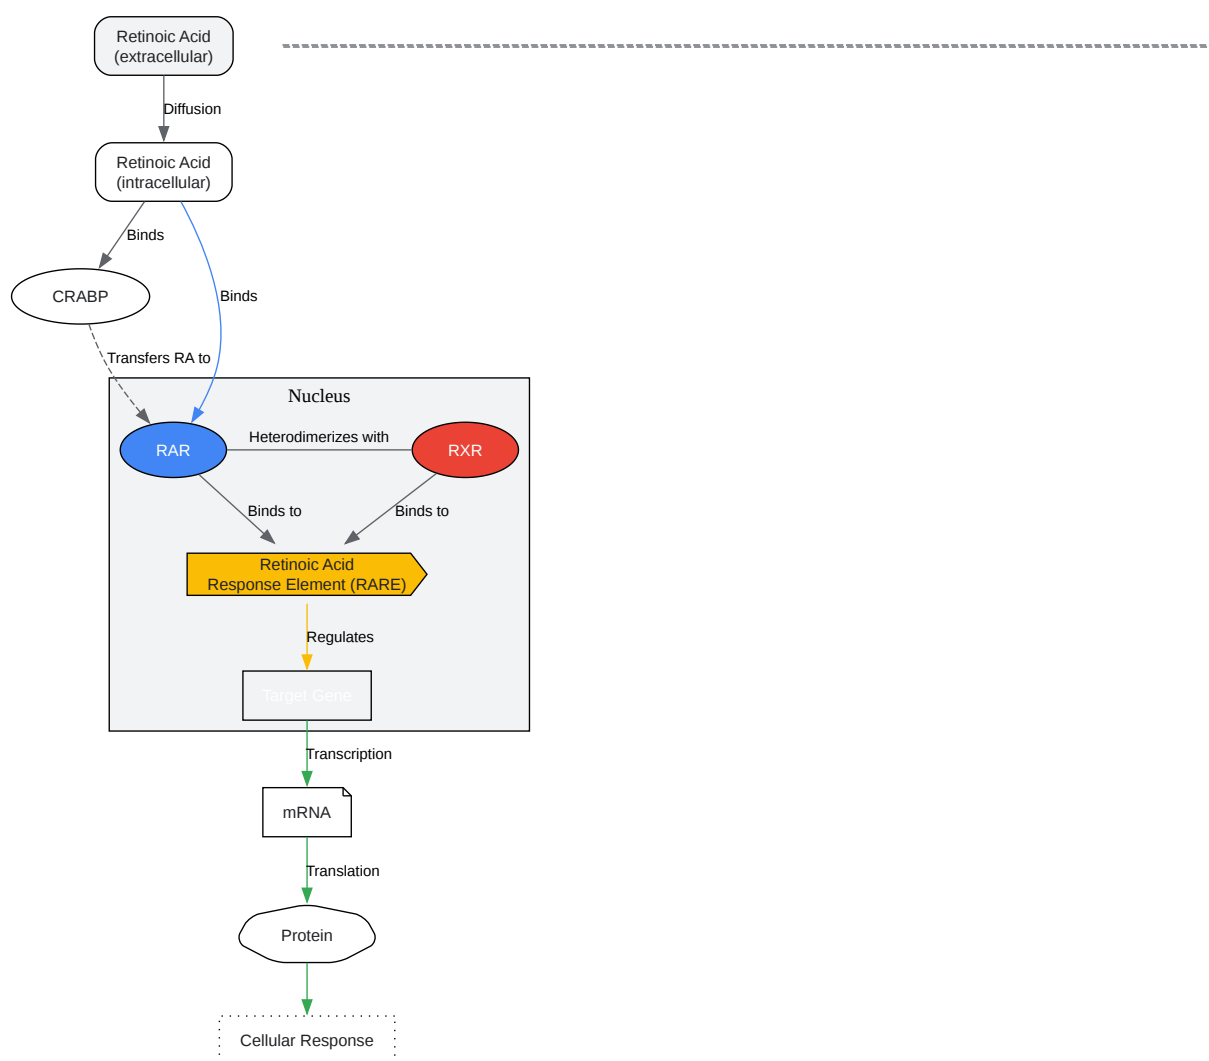 Retinoic Acid
(extracellular)
Diffusion
Retinoic Acid
(intracellular)
Binds
CRABP
Binds
Transfers RA to
Nucleus
RAR
Heterodimerizes with
RXR
Binds to
Binds to
Retinoic Acid
Response Element (RARE)
Regulates
Target Gene
Transcription
mRNA
Translation
Protein
Cellular Response